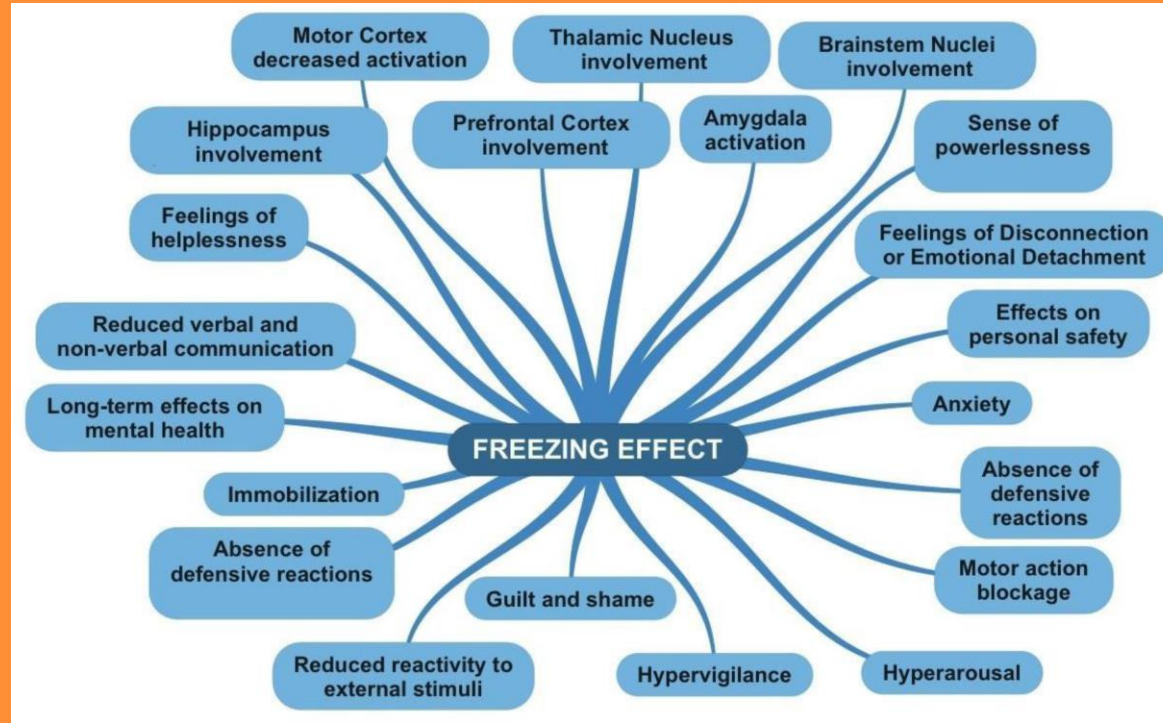 Motor Cortex
decreased activation
Thalamic Nucleus
involvement
Brainstem Nuclei
involvement
Hippocampus
involvement
Prefrontal Cortex
involvement
Amygdala
activation
Sense of
powerlessness
Feelings of
helplessness
Feelings of Disconnection
or Emotional Detachment
Reduced verbal and
non-verbal communication
Effects on
personal safety
Long-term effects on
mental health
Anxiety
FREEZING EFFECT
Immobilization
Absence of
defensive reactions
Absence of
defensive
reactions
Guilt and shame
Motor action
blockage
Reduced reactivity to
external stimuli
Hypervigilance
Hyperarousal